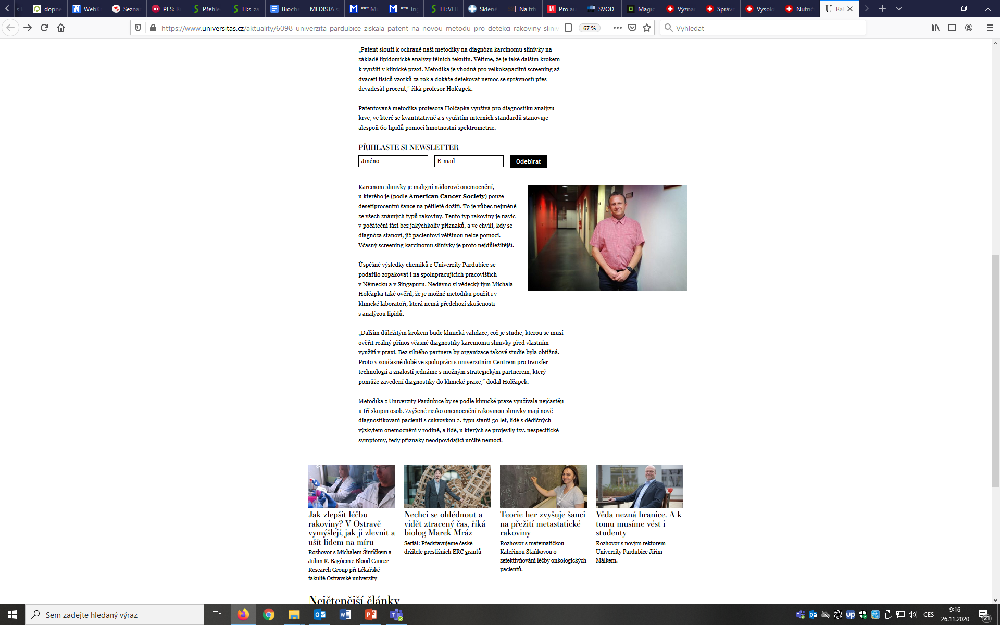 dopne
WebKi
Seznar
PES: R
Přehle
FI:s_za
Bioche
MEDISTA s
*** Mu
*** Trig
LF:VLB
Skleně
Na trh
Pro au
SVOD
Magic
Význar
Správr
Vysoká
Nutrič
Ral
https://www.universitas.cz/aktuality/6098-univerzita-pardubice-ziskala-patent-na-novou-metodu-pro-detekci-rakoviny-sliniv
67 %
Vyhledat
„Patent slouží k ochraně naší metodiky na diagnózu karcinomu slinivky na
základě lipidomické analýzy tělních tekutin. Věříme, že je také dalším krokem
k využití v klinické praxi. Metodika je vhodná pro velkokapacitní screening až
dvaceti tisíců vzorků za rok a dokáže detekovat nemoc se správností přes
devadesát procent,“ říká profesor Holčapek.
Patentovaná metodika profesora Holčapka využívá pro diagnostiku analýzu
krve, ve které se kvantitativně a s využitím interních standardů stanovuje
alespoň 60 lipidů pomocí hmotnostní spektrometrie.
PŘIHLASTE SI NEWSLETTER
Jméno
E-mail
Odebírat
Karcinom slinivky je maligní nádorové onemocnění,
u kterého je (podle American Cancer Society) pouze
desetiprocentní šance na pětileté dožití. To je vůbec nejméně
ze všech známých typů rakoviny. Tento typ rakoviny je navíc
v počáteční fázi bez jakýchkoliv příznaků, a ve chvíli, kdy se
diagnóza stanoví, již pacientovi většinou nelze pomoci.
Včasný screening karcinomu slinivky je proto nejdůležitější.
Úspěšné výsledky chemiků z Univerzity Pardubice se
podařilo zopakovat i na spolupracujících pracovištích
v Německu a v Singapuru. Nedávno si vědecký tým Michala
Holčapka také ověřil, že je možné metodiku použít i v
klinické laboratoři, která nemá předchozí zkušenosti
s analýzou lipidů.
„Dalším důležitým krokem bude klinická validace, což je studie, kterou se musí
ověřit reálný přínos včasné diagnostiky karcinomu slinivky před vlastním
využití v praxi. Bez silného partnera by organizace takové studie byla obtížná.
Proto v současné době ve spolupráci s univerzitním Centrem pro transfer
technologií a znalostí jednáme s možným strategickým partnerem, který
pomůže zavedení diagnostiky do klinické praxe,“ dodal Holčapek.
Metodika z Univerzity Pardubice by se podle klinické praxe využívala nejčastěji
u tří skupin osob. Zvýšené riziko onemocnění rakovinou slinivky mají nově
diagnostikovaní pacienti s cukrovkou 2. typu starší 50 let, lidé s dědičných
výskytem onemocnění v rodině, a lidé, u kterých se projevily tzv. nespecifické
symptomy, tedy příznaky neodpovídající určité nemoci.
Jak zlepšit léčbu
rakoviny? V Ostravě
vymýšlejí, jak ji zlevnit a
ušít lidem na míru
Rozhovor s Michalem Šimíčkem a
Julim R. Bagóem z Blood Cancer
Research Group při Lékařské
fakultě Ostravské univerzity
Nechci se ohlédnout a
vidět ztracený čas, říká
biolog Marek Mráz
Seriál: Představujeme české
držitele prestižních ERC grantů
Teorie her zvyšuje šanci
na přežití metastatické
rakoviny
Rozhovor s matematičkou
Kateřinou Staňkovou o
zefektivňování léčby onkologických
pacientů.
Věda nezná hranice. A k
tomu musíme vést i
studenty
Rozhovor s novým rektorem
Univerzity Pardubice Jiřím
Málkem.
Nejčtenější články
Sem zadejte hledaný výraz
CES
9:16
26.11.2020
21